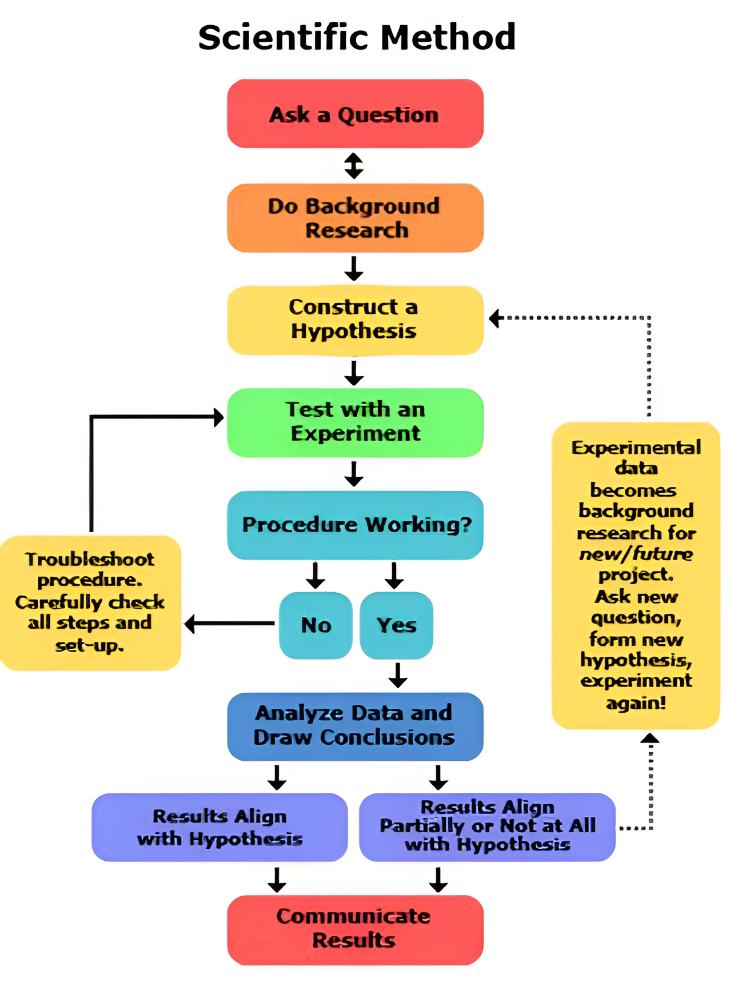 Scientific Method
Ask a Question
Do Background
Research
Construct a
Hypothesis
Test with an
Experiment
Procedure Working?
No
Yes
Troubleshoot
procedure.
Carefully check
all steps and
set-up.
Analyze Data and
Draw Conclusions
Results Align
with Hypothesis
Results Align
Partially or Not at All
with Hypothesis
Experimental
data
becomes
background
research for
new/future
project.
Ask new
question,
form new
hypothesis,
experiment
again!
Communicate
Results